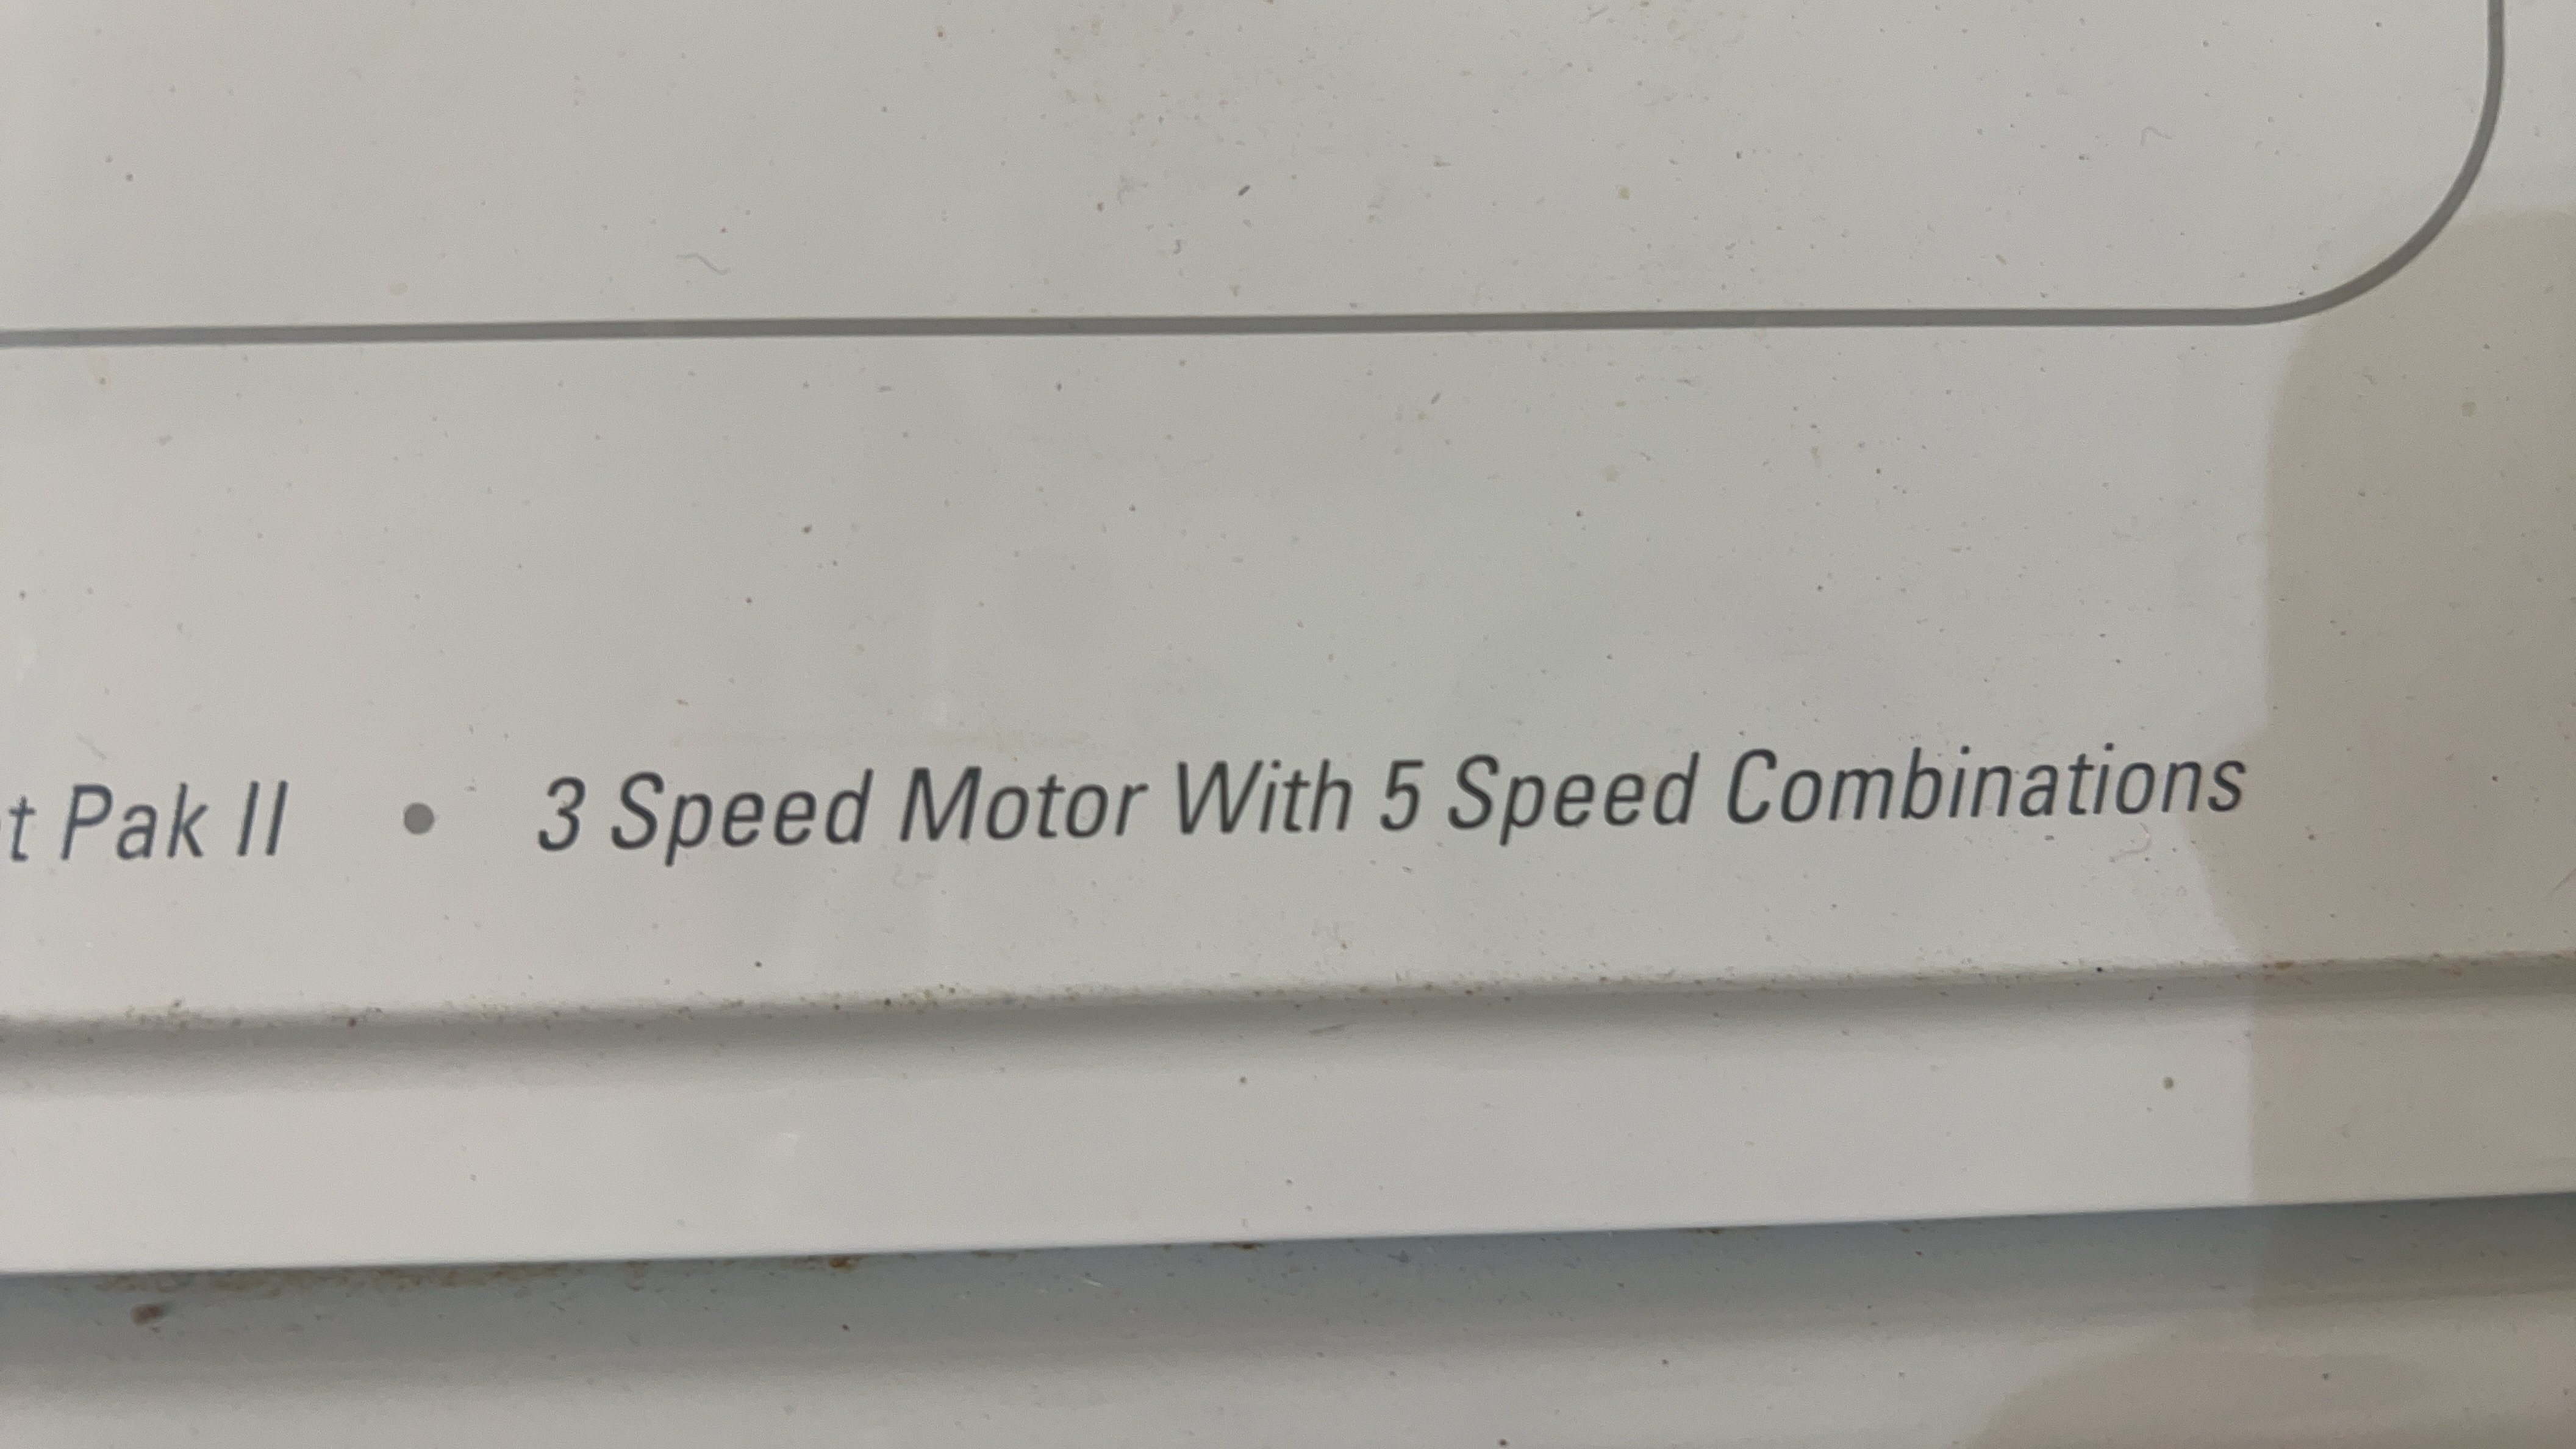 t Pak II • 3 Speed Motor With 5 Speed Combinations